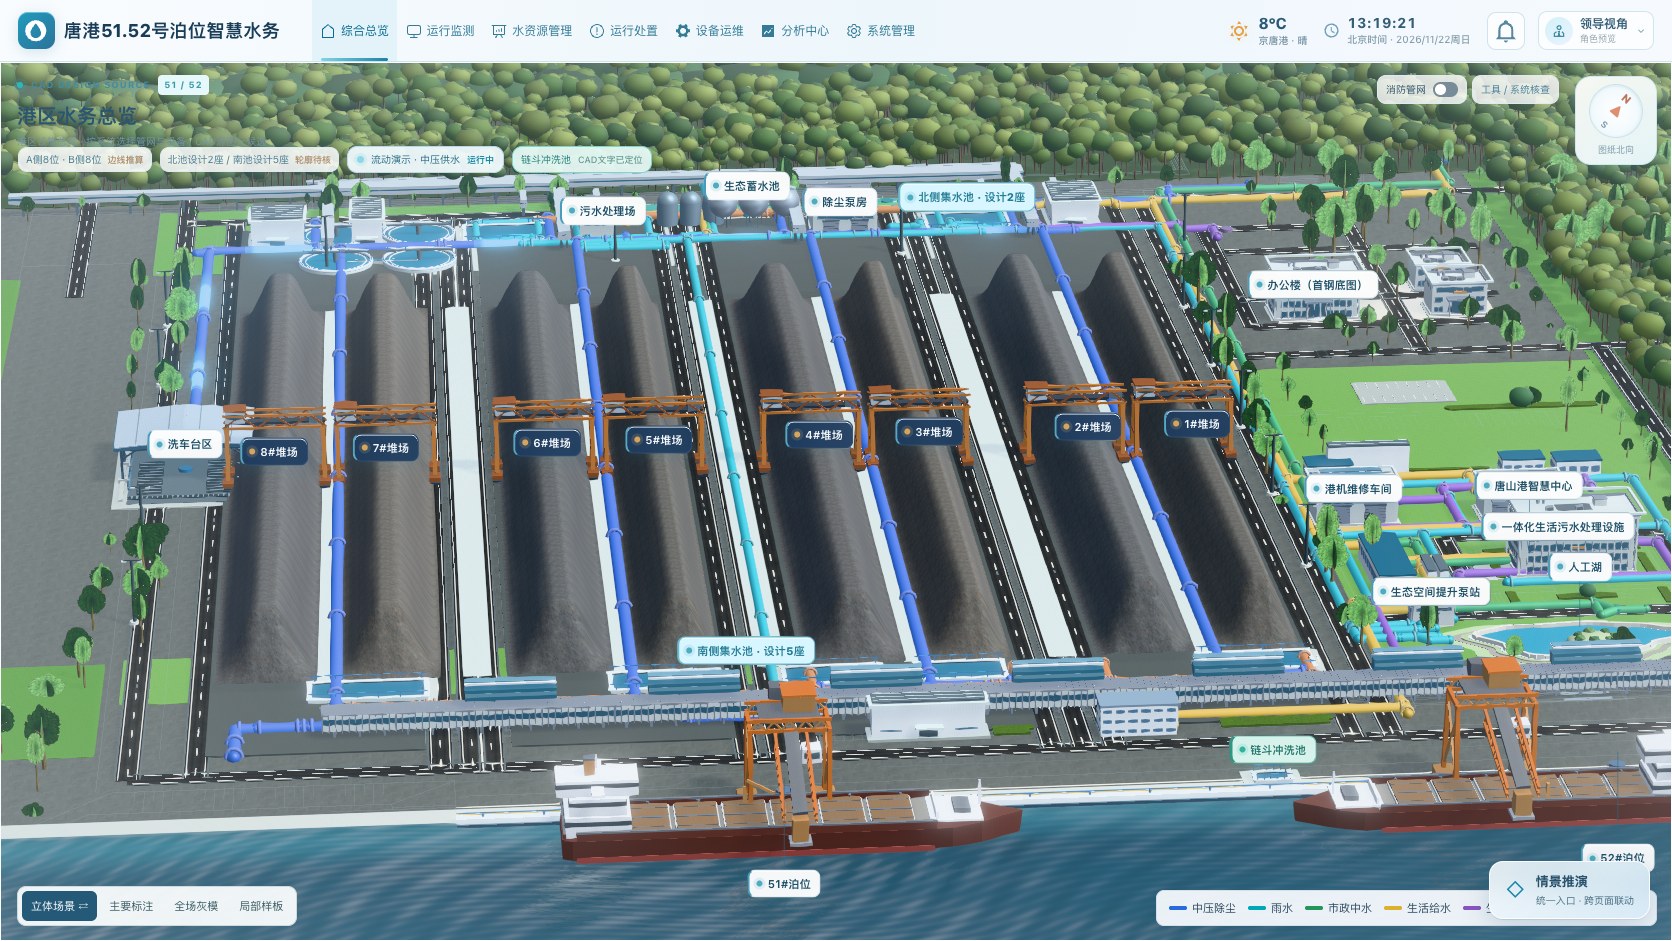 唐港51.52号泊位智慧水务
综合总览
运行监测
水资源管理
运行处置
设备运维
分析中心
系统管理
8°C
京唐港 · 晴
13:19:21
北京时间 · 2026/11/22周日
领导视角
角色预览
51 / 52
港区水务总览
A侧8位 · B侧8位 边线推算
北池设计2座 / 南池设计5座 轮廓待核
流动演示 · 中压供水 运行中
链斗冲洗池 CAD文字已定位
消防管网
工具 / 系统核查
N
S
图纸北向
生态蓄水池
污水处理场
除尘泵房
北侧集水池 · 设计2座
办公楼（首钢底图）
洗车台区
8#堆场
7#堆场
6#堆场
5#堆场
4#堆场
3#堆场
2#堆场
1#堆场
港机维修车间
唐山港智慧中心
一体化生活污水处理设施
人工湖
生态空间提升泵站
南侧集水池 · 设计5座
链斗冲洗池
51#泊位
52#泊位
立体场景
主要标注
全场灰模
局部样板
中压除尘
雨水
市政中水
生活给水
情景推演
统一入口 · 跨页面联动